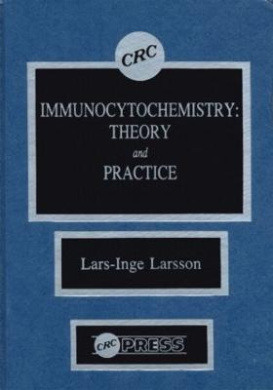 CRC
IMMUNOCYTOCHEMISTRY:
THEORY
and
PRACTICE
Lars-Inge Larsson
CRC PRESS